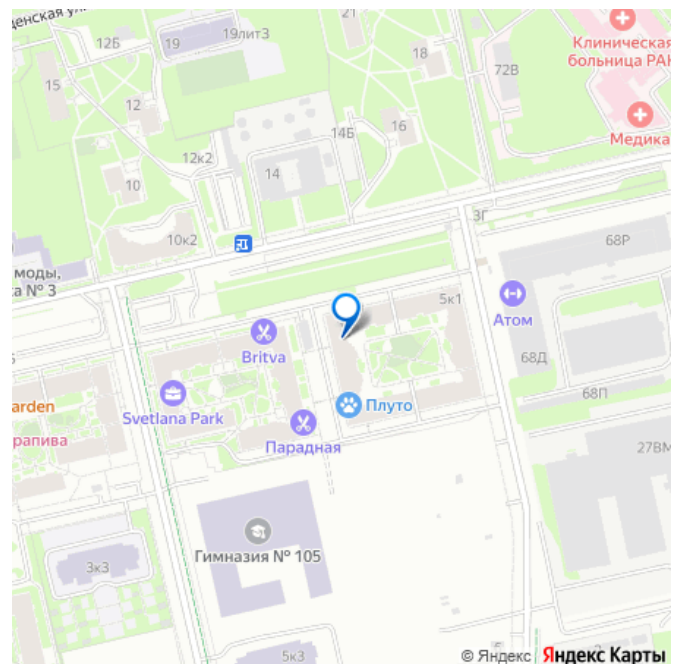 21
12Б
19
19лит3
18
Клиническая
больница РАН
15
12
72В
Медика
12к2
14Б
16
14
10
10к2
3Г
68Р
моды,
а № 3
5к1
Атом
Britva
68Д
arden
Svetlana Park
Плуто
68П
рапива
Парадная
27ВМ
Гимназия № 105
3к3
5к3
© Яндекс Яндекс Карты